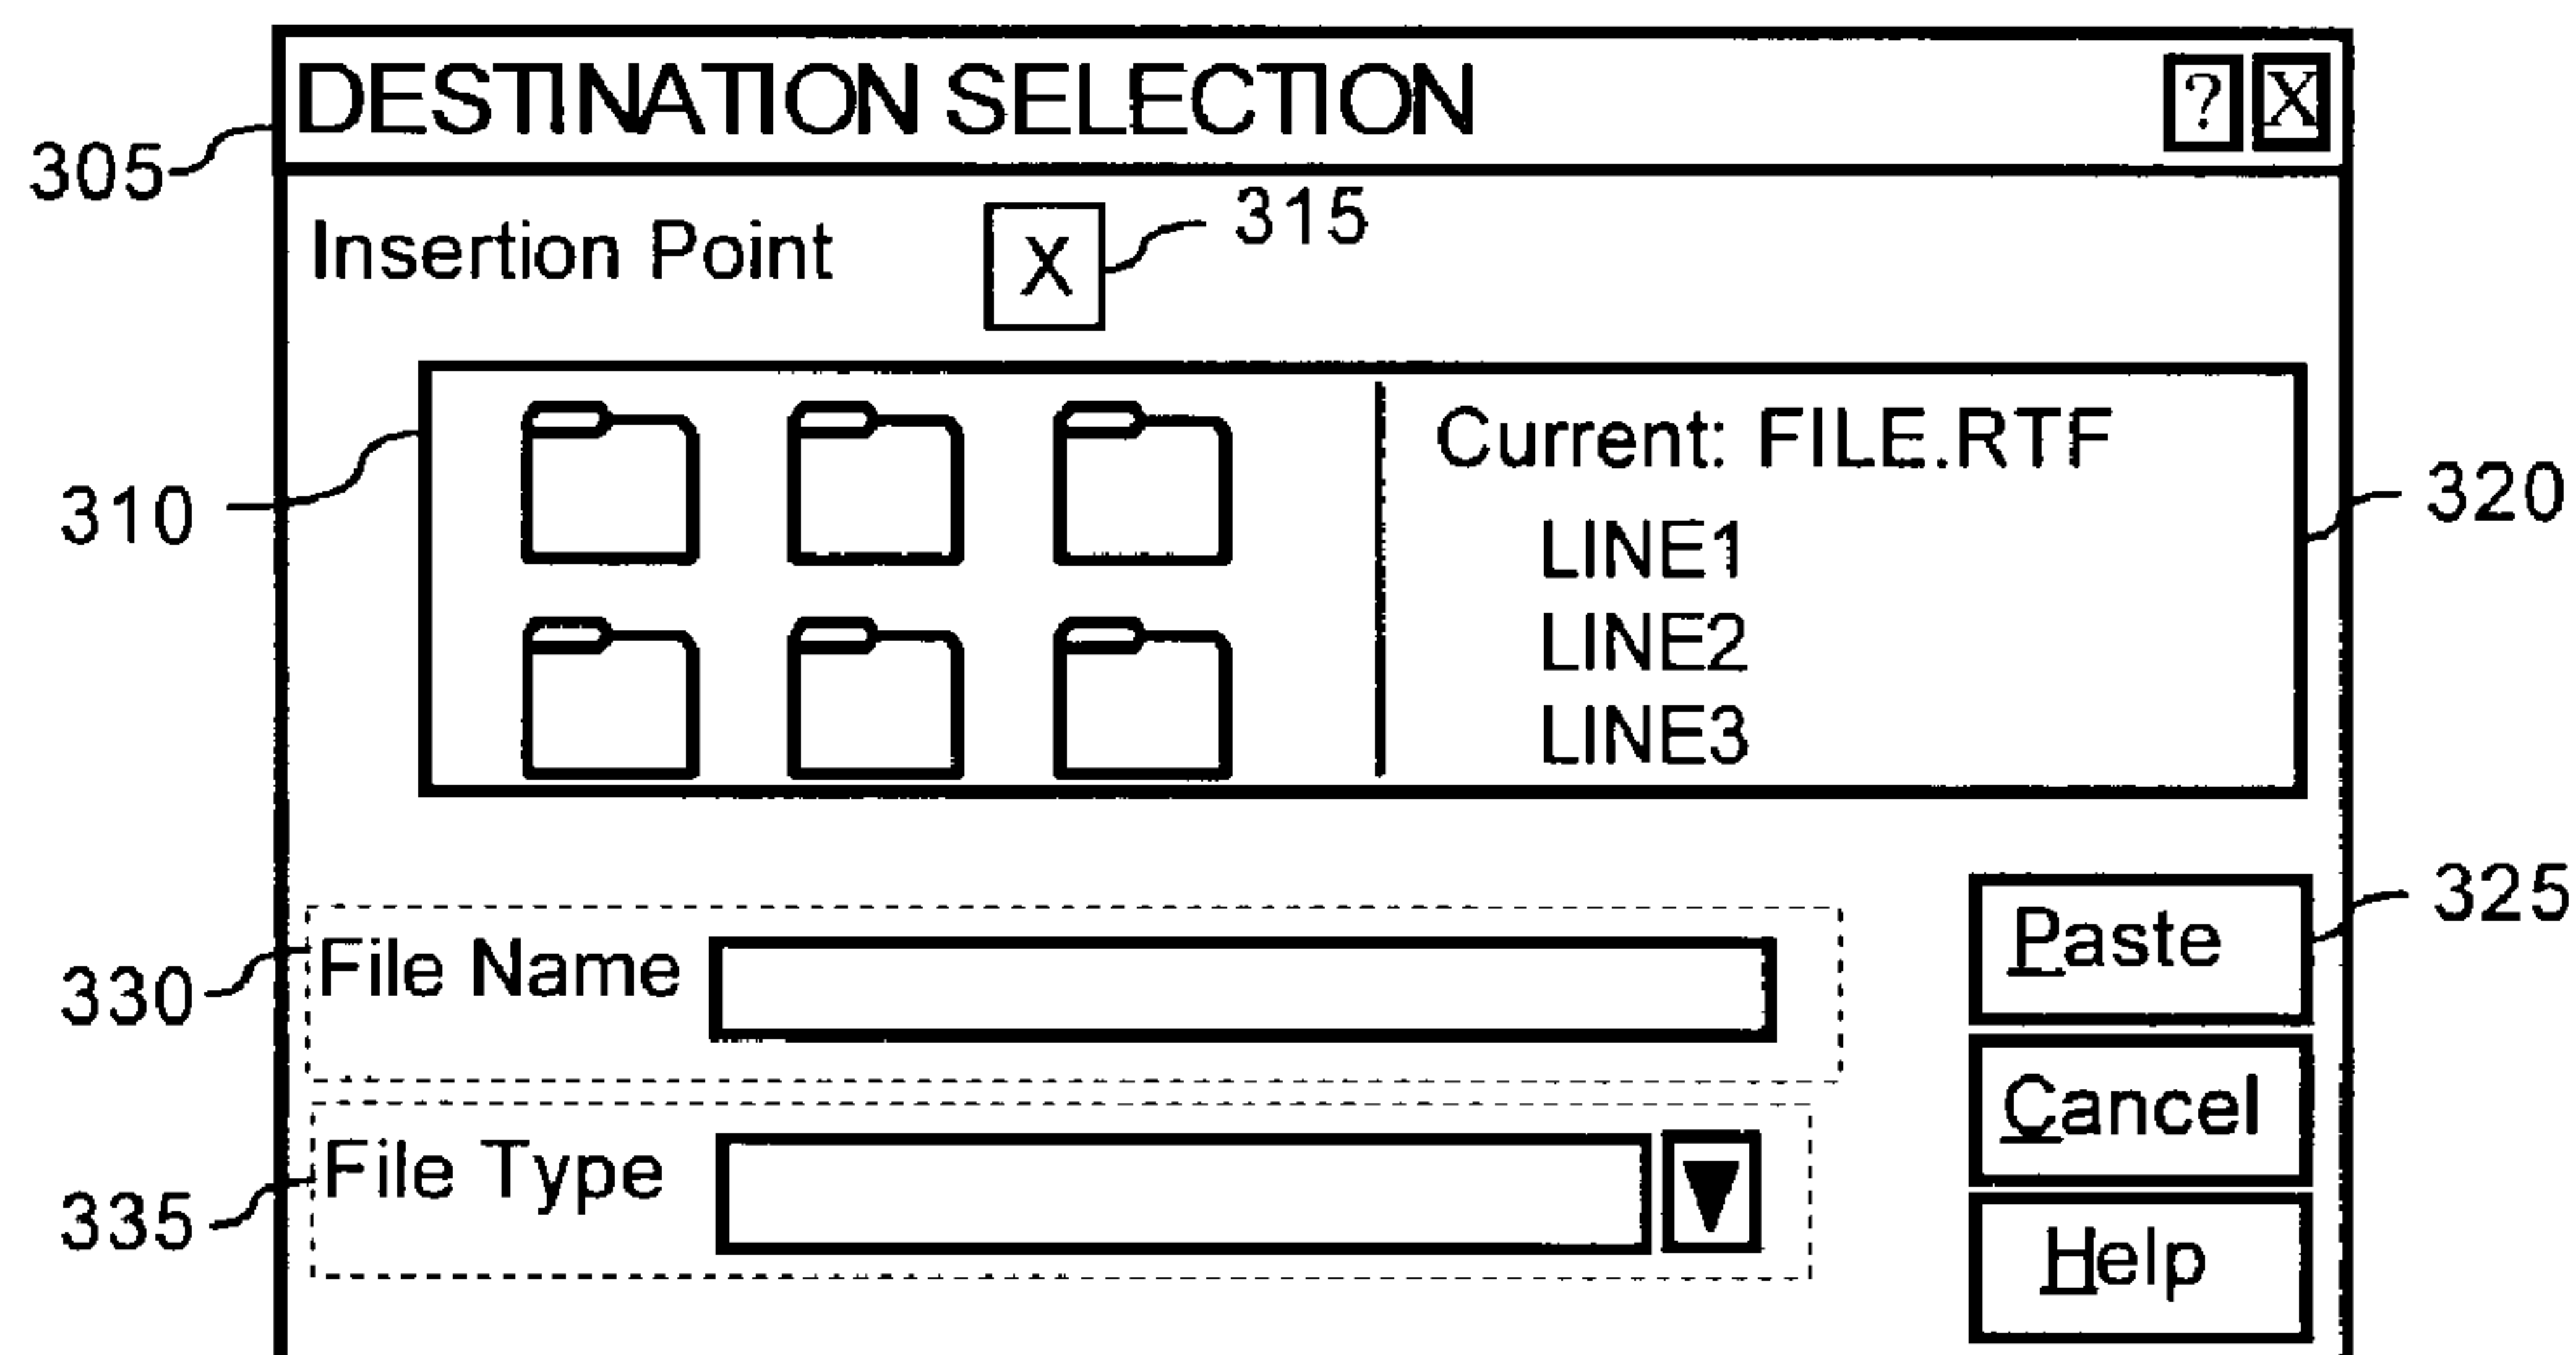 DESTINATION SELECTION ? X
305
Insertion Point X 315
310
Current: FILE.RTF
320
LINE1
LINE2
LINE3
325
Paste
330 File Name
Cancel
335 File Type
Help